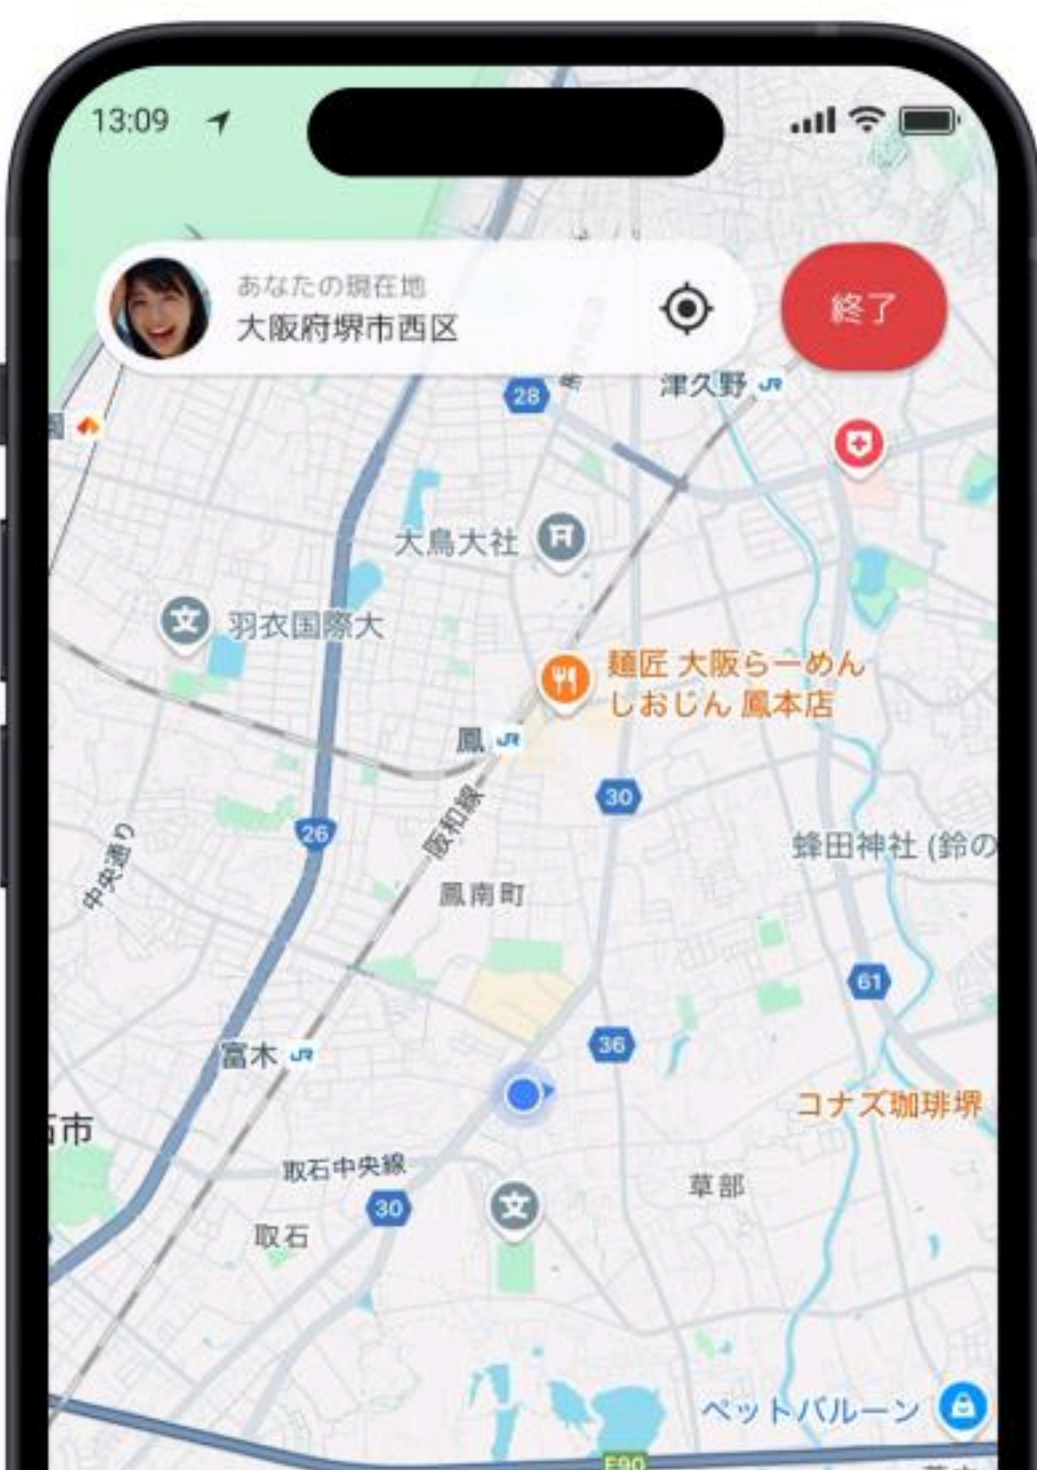 13:09
あなたの現在地
大阪府堺市西区
終了
28
津久野 JR
大鳥大社
羽衣国際大
麺匠 大阪らーめん
しおじん 鳳本店
鳳 JR
30
26
阪和線
中央通り
蜂田神社 (鈴の
鳳南町
61
36
富木 JR
コナズ珈琲堺
石市
取石中央線
草部
30
取石
ペットバルーン
E90